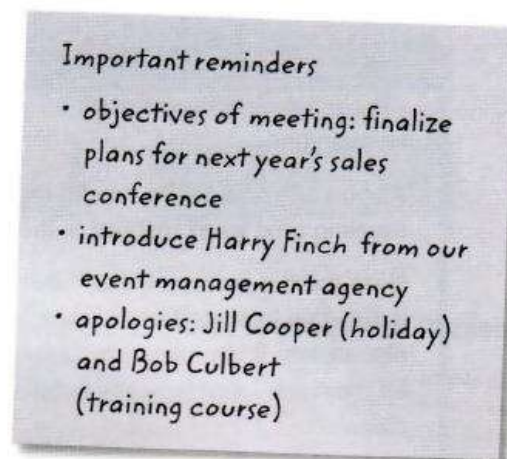 Important reminders
• objectives of meeting: finalize
plans for next year's sales
conference
• introduce Harry Finch from our
event management agency
• apologies: Jill Cooper (holiday)
and Bob Culbert
(training course)